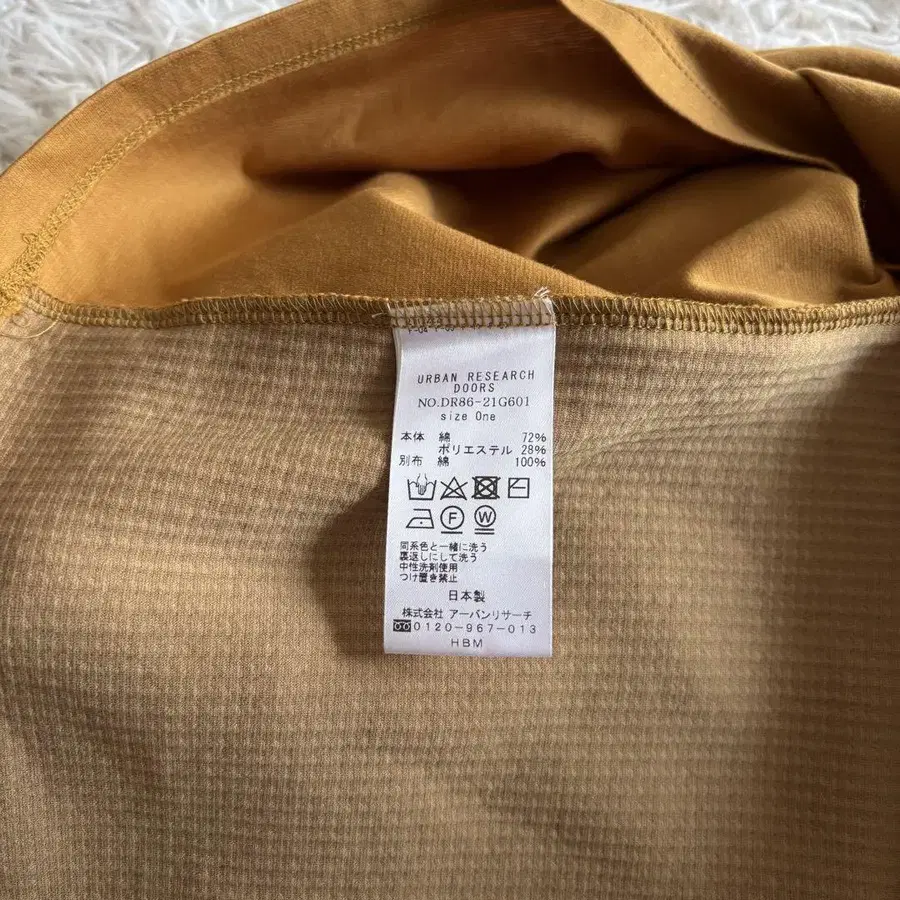 URBAN RESEARCH
DOORS
NO.DR86-21G601
size One
本体 綿 72%
ポリエステル 28%
別布 綿 100%
F
W
同系色と一緒に洗う
裏返しにして洗う
中性洗剤使用
つけ置き禁止
日本製
株式会社 アーバンリサーチ
0120-967-013
HBM